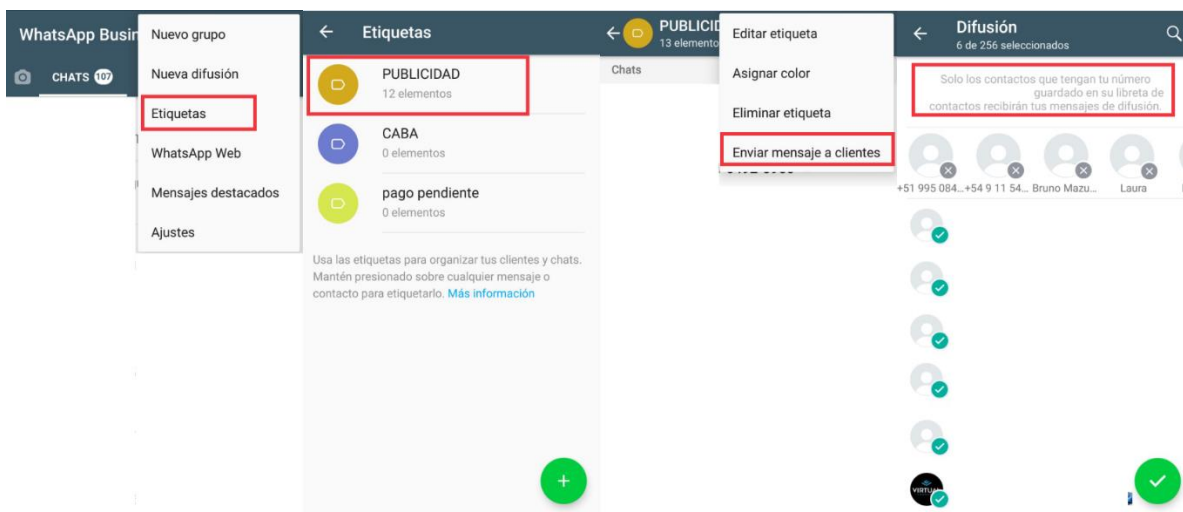 WhatsApp Busin
CHATS 107
Nuevo grupo
Nueva difusión
Etiquetas
WhatsApp Web
Mensajes destacados
Ajustes
Etiquetas
PUBLICIDAD
12 elementos
CABA
0 elementos
pago pendiente
0 elementos
Usa las etiquetas para organizar tus clientes y chats.
Mantén presionado sobre cualquier mensaje o
contacto para etiquetarlo. Más información
PUBLICID
13 elemento
Chats
Editar etiqueta
Asignar color
Eliminar etiqueta
Enviar mensaje a clientes
Difusión
6 de 256 seleccionados
Solo los contactos que tengan tu número
guardado en su libreta de
contactos recibirán tus mensajes de difusión.
+51 995 084... +54 9 11 54... Bruno Mazu... Laura